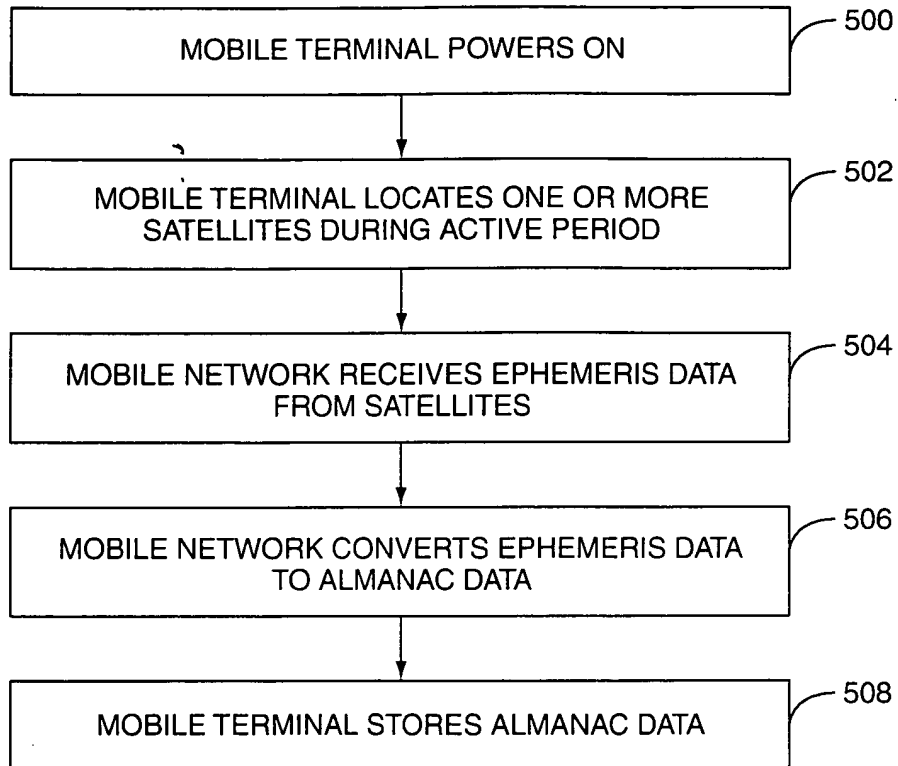 MOBILE TERMINAL POWERS ON
500
MOBILE TERMINAL LOCATES ONE OR MORE
SATELLITES DURING ACTIVE PERIOD
502
MOBILE NETWORK RECEIVES EPHEMERIS DATA
FROM SATELLITES
504
MOBILE NETWORK CONVERTS EPHEMERIS DATA
TO ALMANAC DATA
506
MOBILE TERMINAL STORES ALMANAC DATA
508